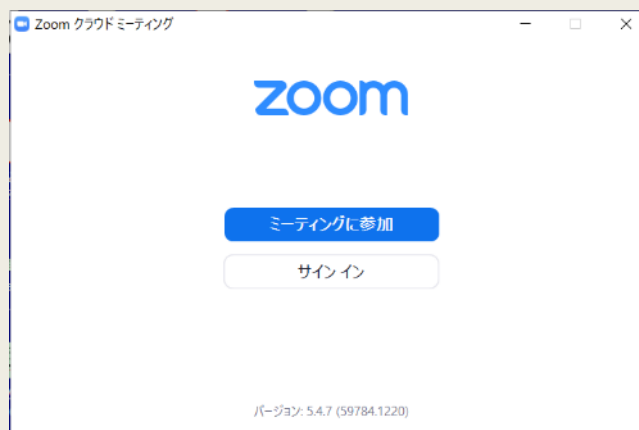 Zoom クラウド ミーティング
zoom
ミーティングに参加
サイン イン
バージョン: 5.4.7 (59784.1220)